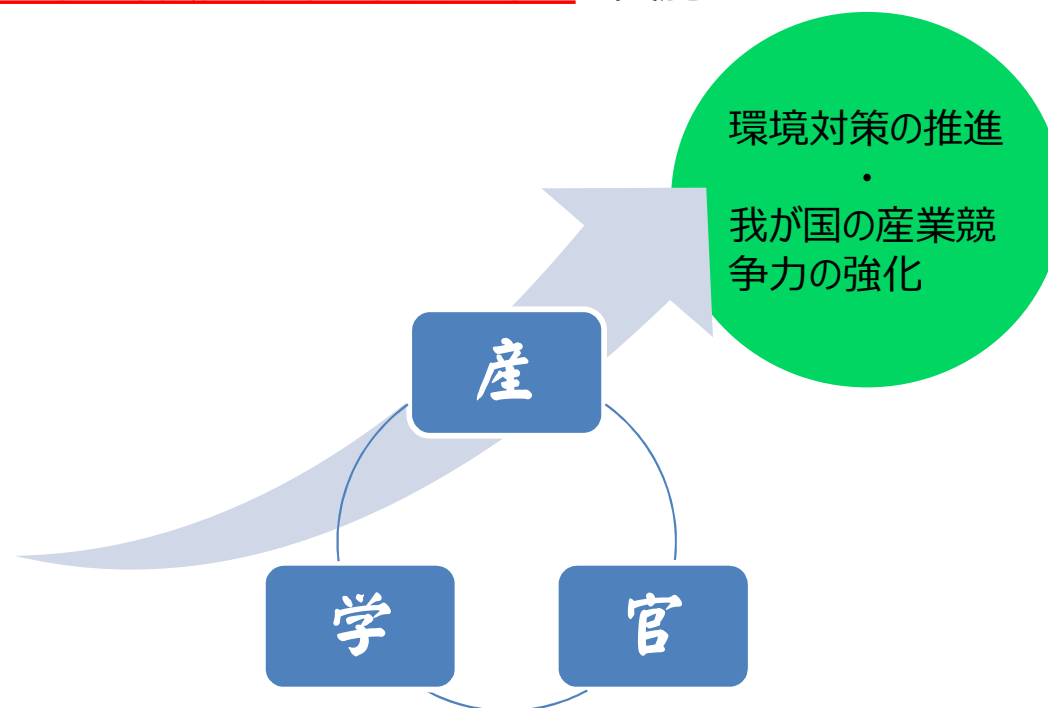 環境対策の推進
・
我が国の産業競
争力の強化
産
学
官